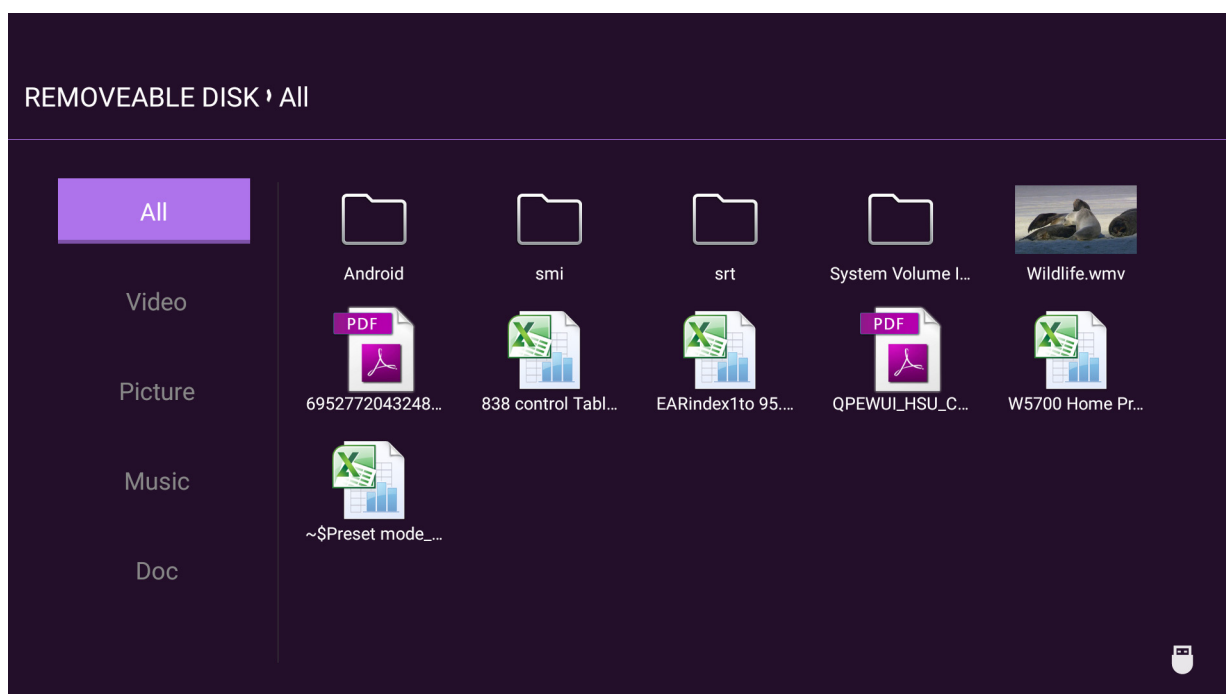 REMOVEABLE DISK All
All
Video
Picture
Music
Doc
Android
smi
srt
System Volume I...
Wildlife.wmv
PDF
6952772043248...
838 control Tabl...
EARindex1to 95....
PDF
QPEWUI_HSU_C...
W5700 Home Pr...
~$Preset mode_...